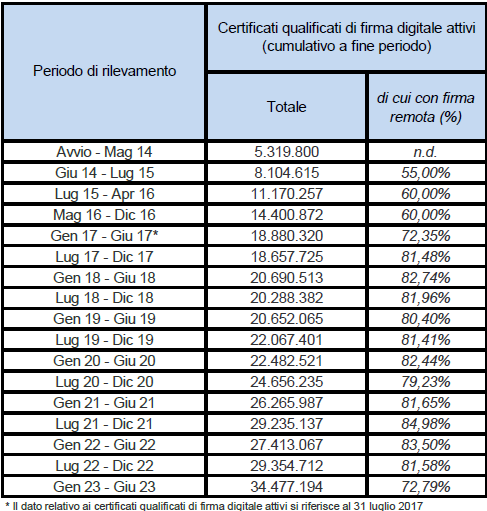 Periodo di rilevamento
Certificati qualificati di firma digitale attivi
(cumulativo a fine periodo)
Totale
di cui con firma
remota (%)
Avvio - Mag 14 5.319.800 n.d.
Giu 14 - Lug 15 8.104.615 55,00%
Lug 15 - Apr 16 11.170.257 60,00%
Mag 16 - Dic 16 14.400.872 60,00%
Gen 17 - Giu 17* 18.880.320 72,35%
Lug 17 - Dic 17 18.657.725 81,48%
Gen 18 - Giu 18 20.690.513 82,74%
Lug 18 - Dic 18 20.288.382 81,96%
Gen 19 - Giu 19 20.652.065 80,40%
Lug 19 - Dic 19 22.067.401 81,41%
Gen 20 - Giu 20 22.482.521 82,44%
Lug 20 - Dic 20 24.656.235 79,23%
Gen 21 - Giu 21 26.265.987 81,65%
Lug 21 - Dic 21 29.235.137 84,98%
Gen 22 - Giu 22 27.413.067 83,50%
Lug 22 - Dic 22 29.354.712 81,58%
Gen 23 - Giu 23 34.477.194 72,79%
* Il dato relativo ai certificati qualificati di firma digitale attivi si riferisce al 31 luglio 2017